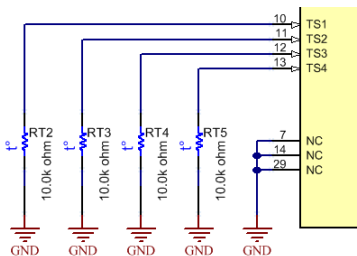 10 TS1
11 TS2
12 TS3
13 TS4
t° RT2 10.0k ohm
t° RT3 10.0k ohm
t° RT4 10.0k ohm
t° RT5 10.0k ohm
7 NC
14 NC
29 NC
GND GND GND GND GND